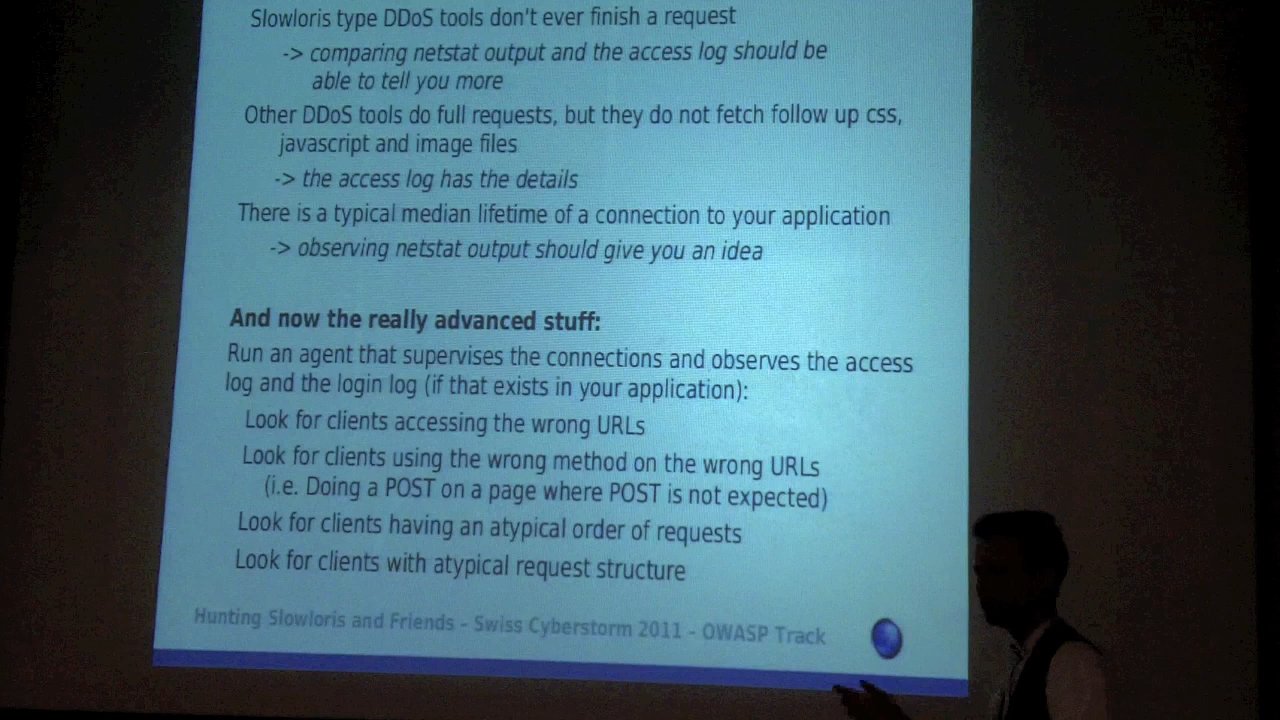 Slowloris type DDoS tools don't ever finish a request
-> comparing netstat output and the access log should be
able to tell you more
Other DDoS tools do full requests, but they do not fetch follow up css,
javascript and image files
-> the access log has the details
There is a typical median lifetime of a connection to your application
-> observing netstat output should give you an idea
And now the really advanced stuff:
Run an agent that supervises the connections and observes the access
log and the login log (if that exists in your application):
Look for clients accessing the wrong URLs
Look for clients using the wrong method on the wrong URLs
(i.e. Doing a POST on a page where POST is not expected)
Look for clients having an atypical order of requests
Look for clients with atypical request structure
Hunting Slowloris and Friends – Swiss Cyberstorm 2011 – OWASP Track